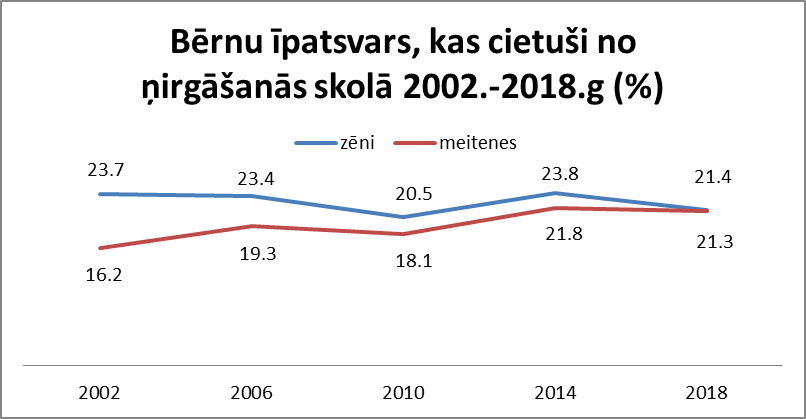 Bērnu īpatsvars, kas cietuši no
ņirgāšanās skolā 2002.-2018.g (%)
zēni meitenes
23.7 23.4 20.5 23.8 21.4
16.2 19.3 18.1 21.8 21.3
2002 2006 2010 2014 2018